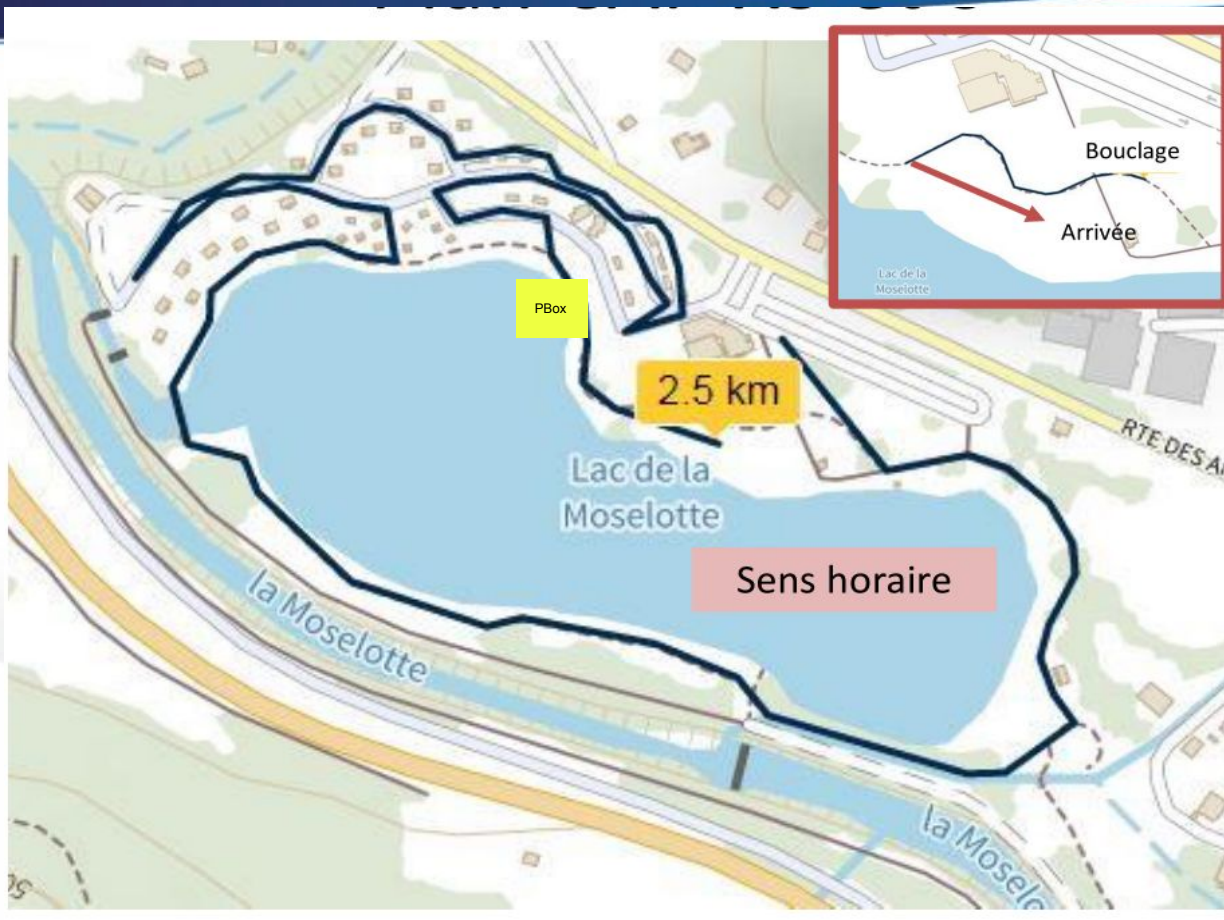 Bouclage
Arrivée
Lac de la
Moselotte
PBox
2.5 km
RTE DES
Lac de la
Moselotte
Sens horaire
la Moselotte
la Moselo